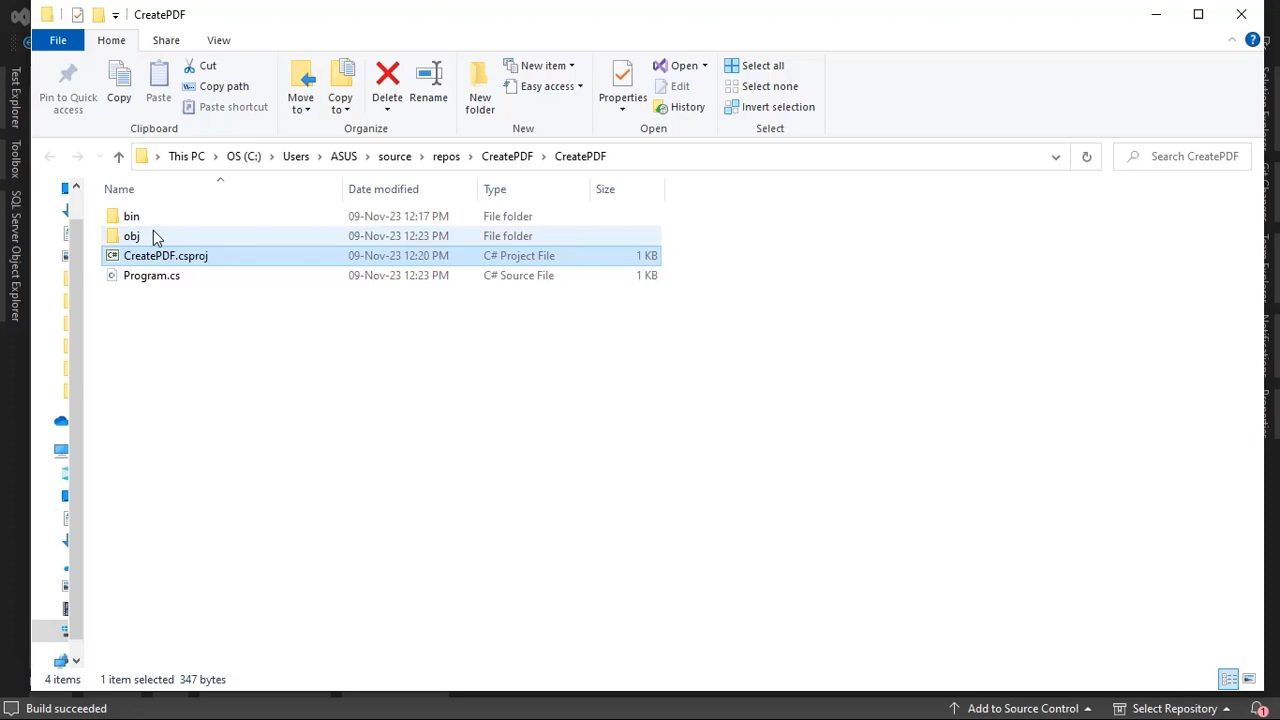 CreatePDF
File Home Share View
Pin to Quick access
Copy
Paste
Cut
Copy path
Paste shortcut
Clipboard
Move to
Copy to
Delete
Rename
Organize
New folder
New item
Easy access
New
Properties
Open
Edit
History
Open
Select all
Select none
Invert selection
Select
This PC OS (C:) Users ASUS source repos CreatePDF CreatePDF
Search CreatePDF
Name Date modified Type Size
bin 09-Nov-23 12:17 PM File folder
obj 09-Nov-23 12:23 PM File folder
CreatePDF.csproj 09-Nov-23 12:20 PM C# Project File 1 KB
Program.cs 09-Nov-23 12:23 PM C# Source File 1 KB
4 items 1 item selected 347 bytes
Test Explorer
Toolbox
SQL Server Object Explorer
Build succeeded Add to Source Control Select Repository 1